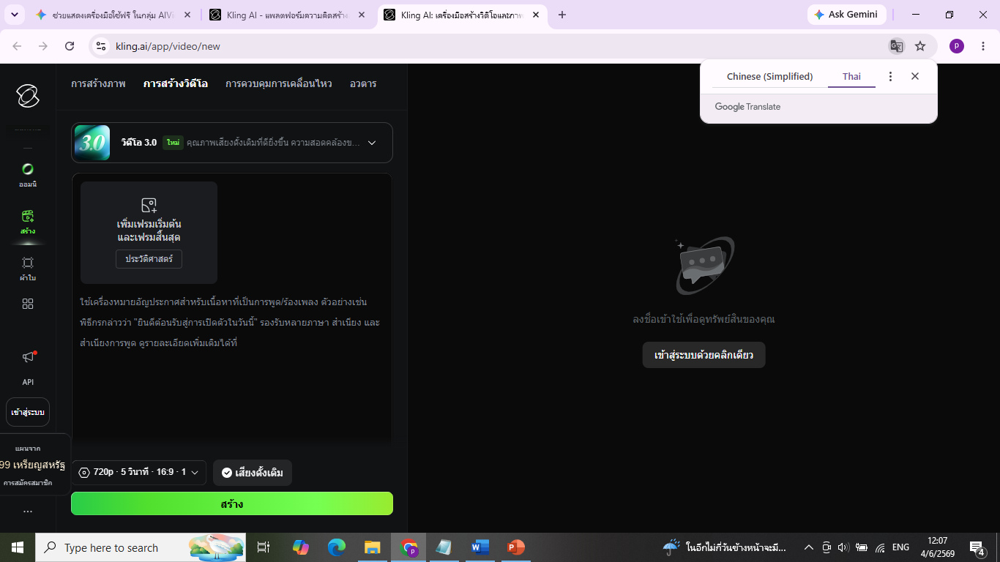 ช่วยแสดงเครื่องมือใช้ฟรี ในกลุ่ม AIVi
Kling AI - แพลตฟอร์มความคิดสร้าง
Kling AI: เครื่องมือสร้างวิดีโอและภาพ
Ask Gemini
kling.ai/app/video/new
P
Chinese (Simplified)
Thai
Google Translate
การสร้างภาพ
การสร้างวิดีโอ
การควบคุมการเคลื่อนไหว
อวตาร
3.0
วิดีโอ 3.0
ใหม่
คุณภาพเสียงดั้งเดิมที่ดียิ่งขึ้น ความสอดคล้องข...
ออมนิ
สร้าง
ผ้าใบ
API
เข้าสู่ระบบ
แผนจาก
99 เหรียญสหรัฐ
การสมัครสมาชิก
...
เพิ่มเฟรมเริ่มต้น
และเฟรมสิ้นสุด
ประวัติศาสตร์
ใช้เครื่องหมายอัญประกาศสำหรับเนื้อหาที่เป็นการพูด/ร้องเพลง ตัวอย่างเช่น
พิธีกรกล่าวว่า "ยินดีต้อนรับสู่การเปิดตัวในวันนี้" รองรับหลายภาษา สำเนียง และ
สำเนียงการพูด ดูรายละเอียดเพิ่มเติมได้ที่
720p · 5 วินาที · 16:9 · 1
เสียงดั้งเดิม
สร้าง
ลงชื่อเข้าใช้เพื่อดูทรัพย์สินของคุณ
เข้าสู่ระบบด้วยคลิกเดียว
Type here to search
ในอีกไม่กี่วันข้างหน้าจะมี...
ENG
12:07
4/6/2569
4